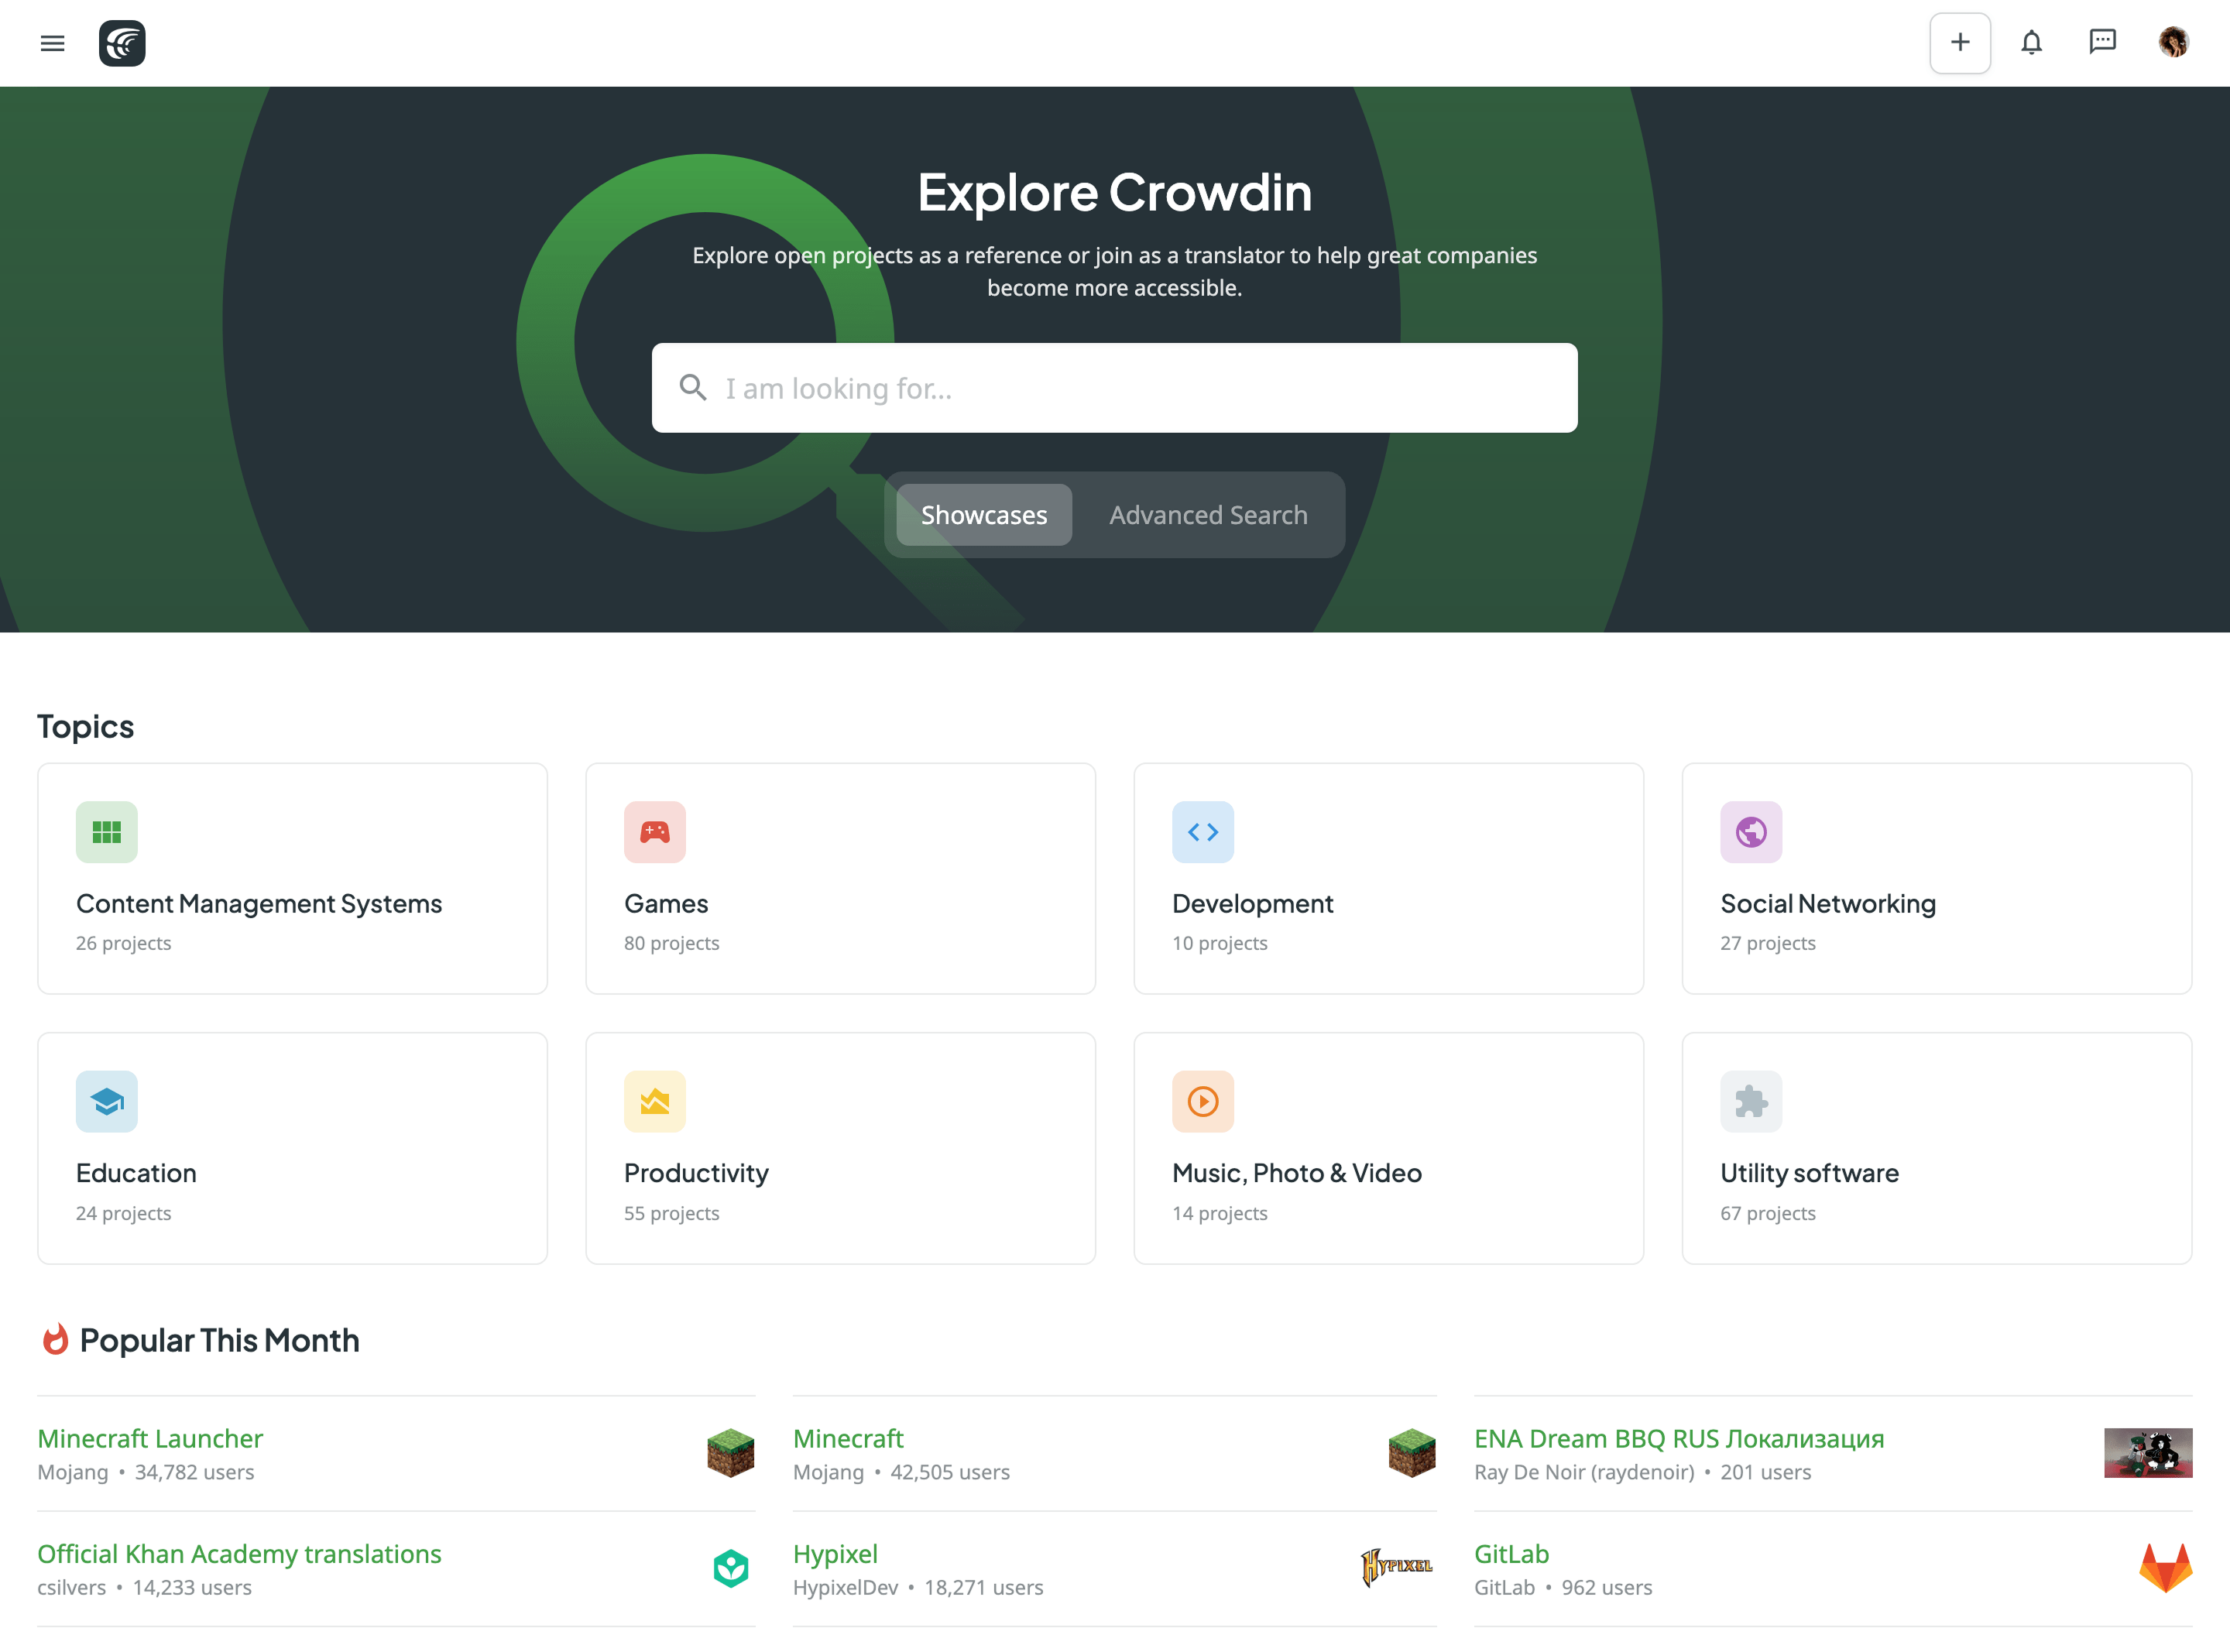 Explore Crowdin
Explore open projects as a reference or join as a translator to help great companies
become more accessible.
I am looking for...
Showcases
Advanced Search
Topics
Content Management Systems
26 projects
Games
80 projects
Development
10 projects
Social Networking
27 projects
Education
24 projects
Productivity
55 projects
Music, Photo & Video
14 projects
Utility software
67 projects
Popular This Month
Minecraft Launcher
Mojang • 34,782 users
Minecraft
Mojang • 42,505 users
ENA Dream BBQ RUS Локализация
Ray De Noir (raydenoir) • 201 users
Official Khan Academy translations
csilvers • 14,233 users
Hypixel
HypixelDev • 18,271 users
HYPIXEL
GitLab
GitLab • 962 users